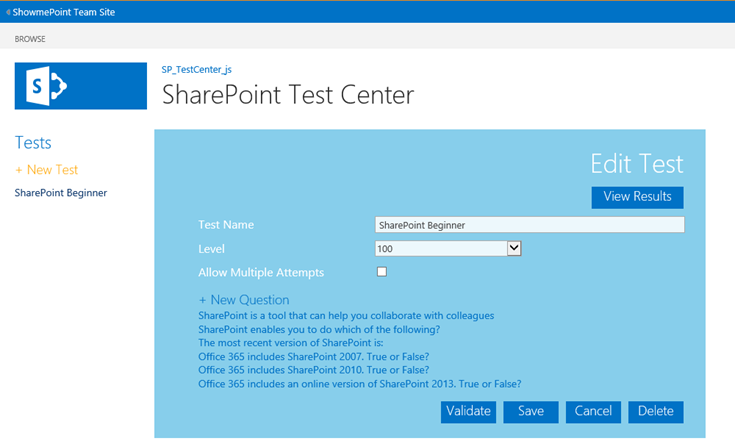 ShowmePoint Team Site
BROWSE
S
SP_TestCenter_js
SharePoint Test Center
Tests
+ New Test
SharePoint Beginner
Edit Test
View Results
Test Name SharePoint Beginner
Level 100
Allow Multiple Attempts
+ New Question
SharePoint is a tool that can help you collaborate with colleagues
SharePoint enables you to do which of the following?
The most recent version of SharePoint is:
Office 365 includes SharePoint 2007. True or False?
Office 365 includes SharePoint 2010. True or False?
Office 365 includes an online version of SharePoint 2013. True or False?
Validate Save Cancel Delete